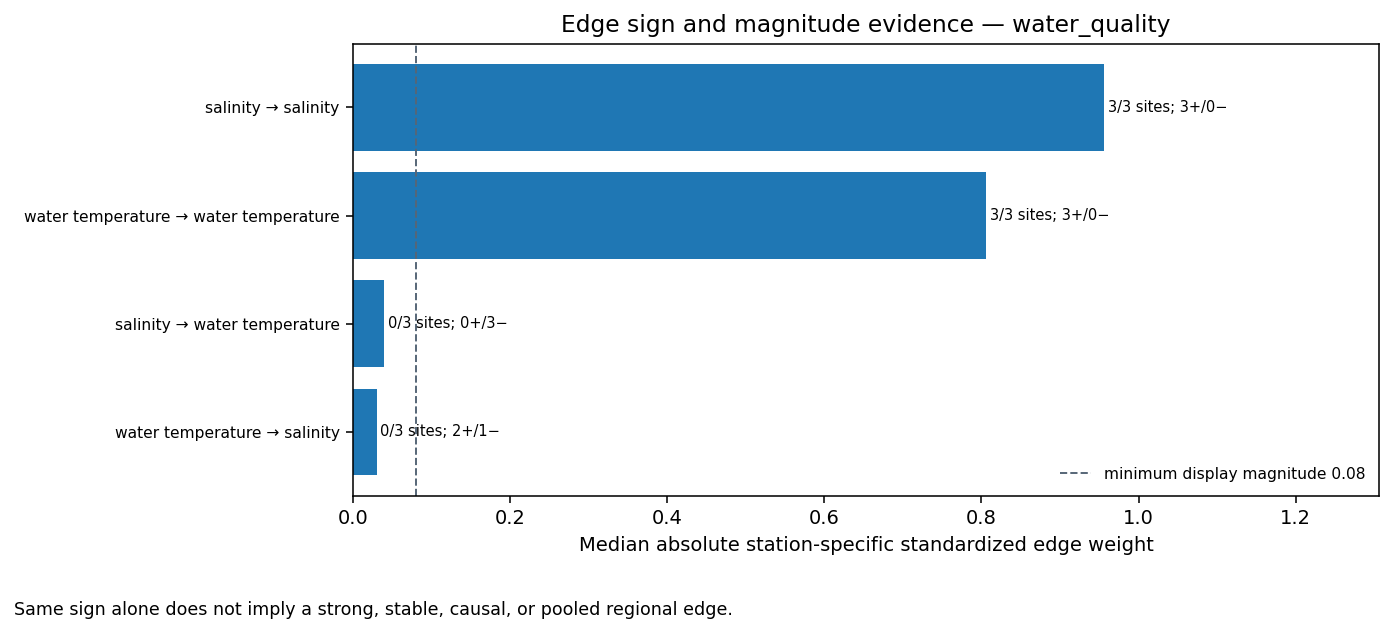 Edge sign and magnitude evidence — water_quality
salinity → salinity
3/3 sites; 3+/0−
water temperature → water temperature
3/3 sites; 3+/0−
salinity → water temperature
0/3 sites; 0+/3−
water temperature → salinity
0/3 sites; 2+/1−
minimum display magnitude 0.08
0.0 0.2 0.4 0.6 0.8 1.0 1.2
Median absolute station-specific standardized edge weight
Same sign alone does not imply a strong, stable, causal, or pooled regional edge.